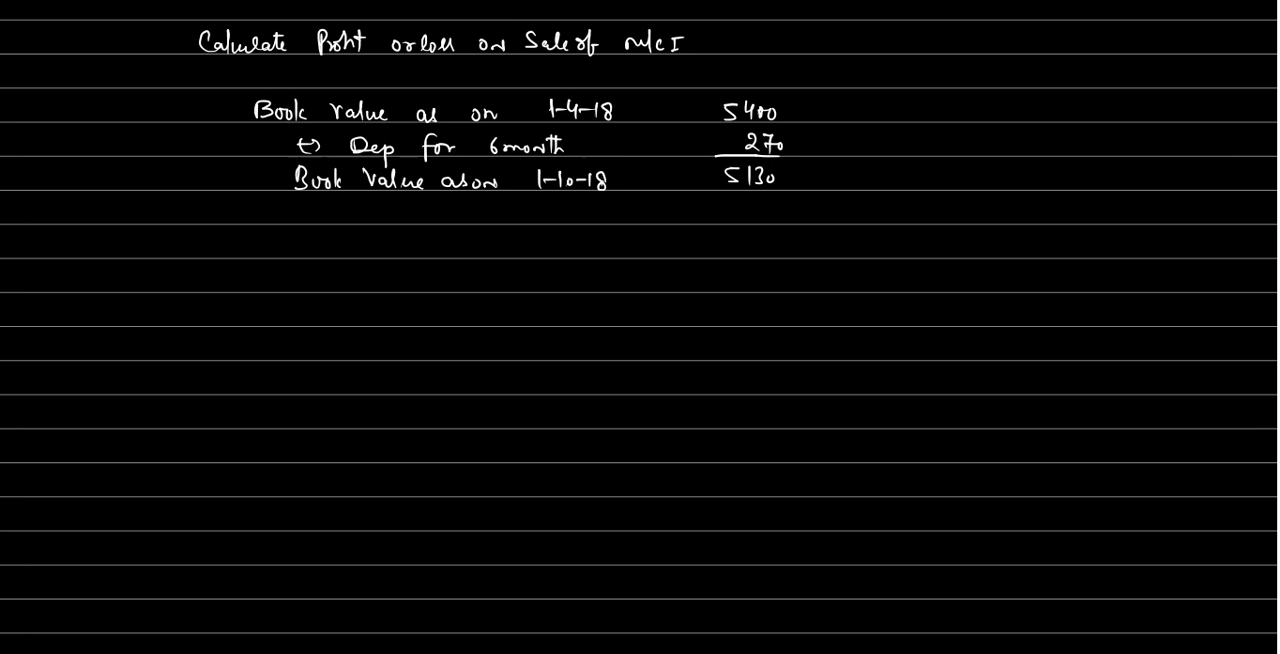 Calculate Profit or loss on Sale of m/c I
Book Value as on 1-4-18 5400
(-) Dep for 6 month 270
Book Value as on 1-10-18 5130